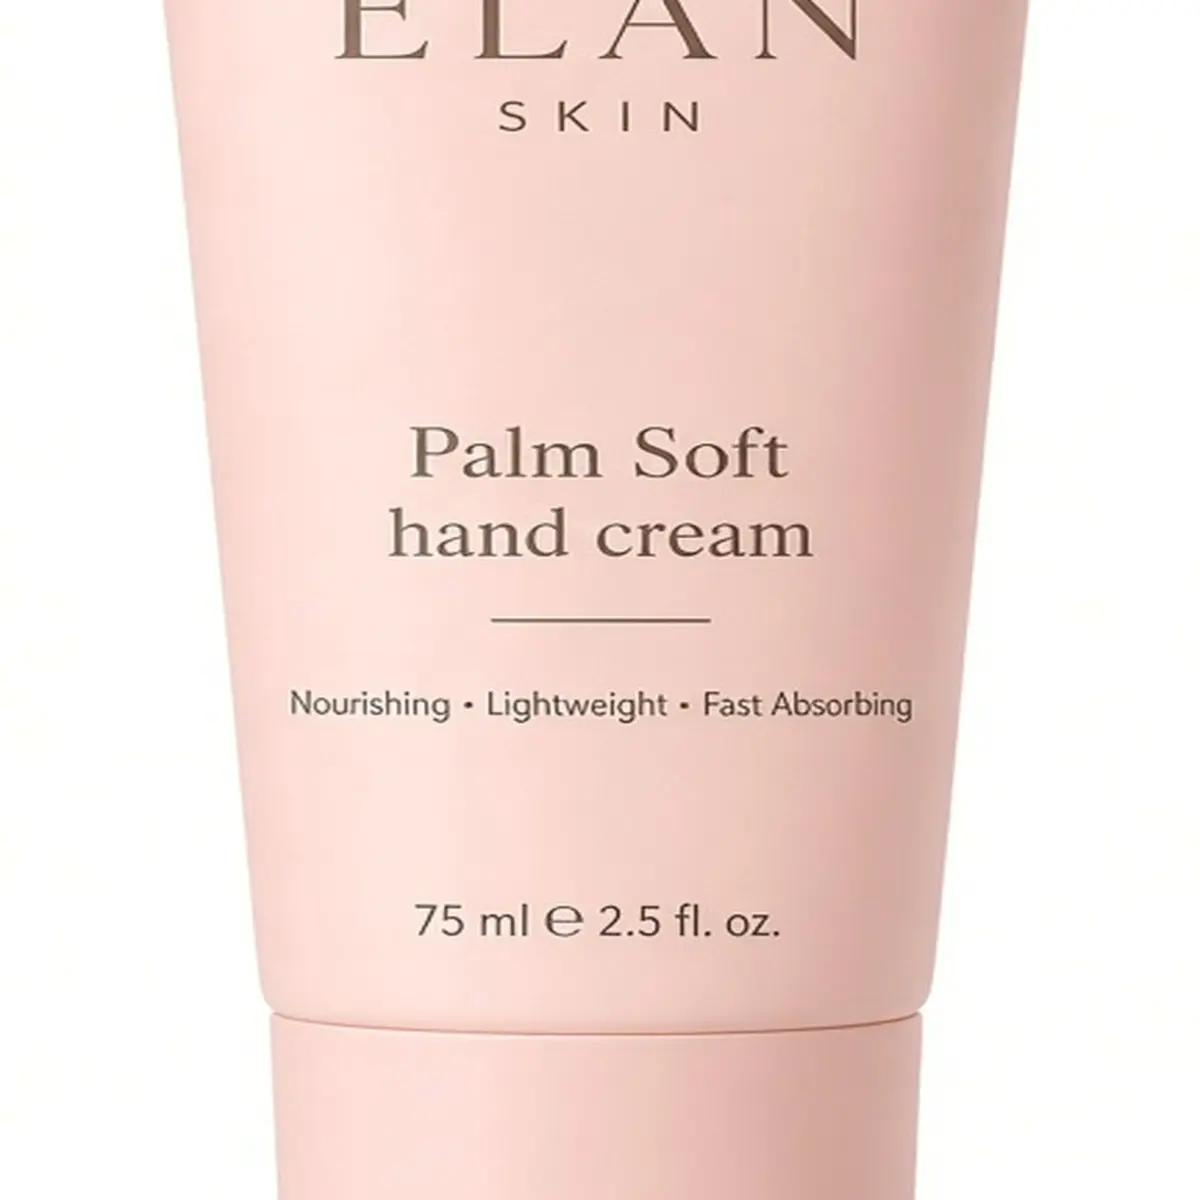 ELAN
SKIN
Palm Soft
hand cream
Nourishing • Lightweight • Fast Absorbing
75 ml ℮ 2.5 fl. oz.